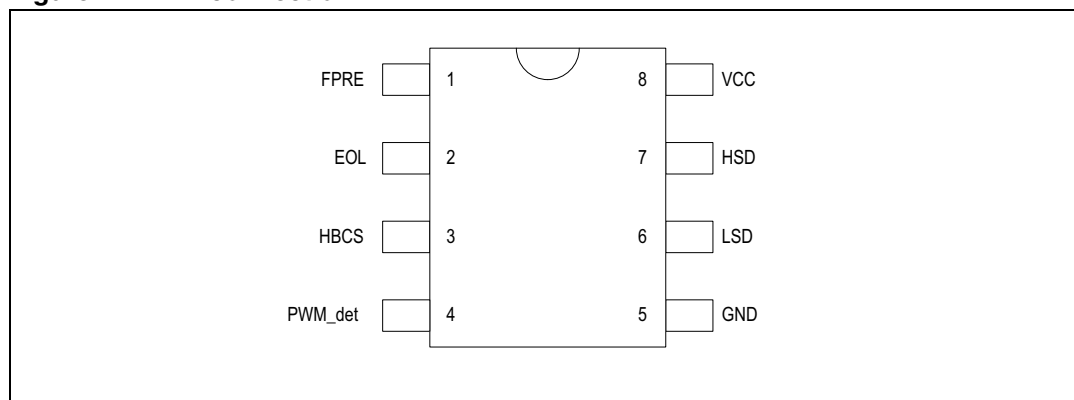 FPRE 1 8 VCC
EOL 2 7 HSD
HBCS 3 6 LSD
PWM_det 4 5 GND